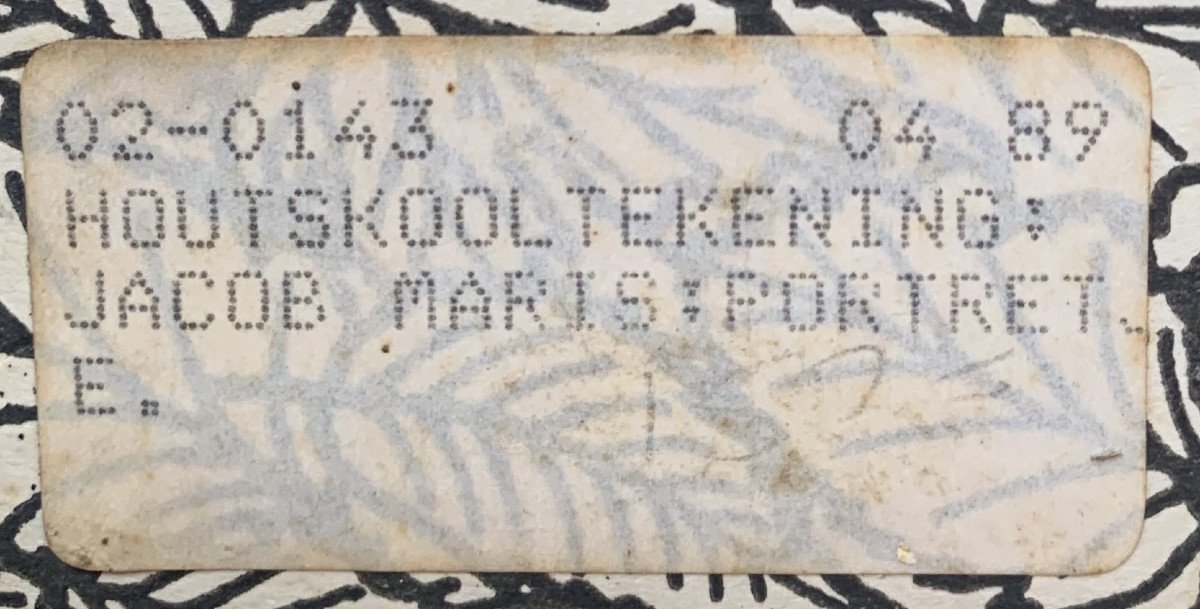 02-0143 04 89
HOUTSKOOLTEKENING:
JACOB MARIS:PORTRET.
E.